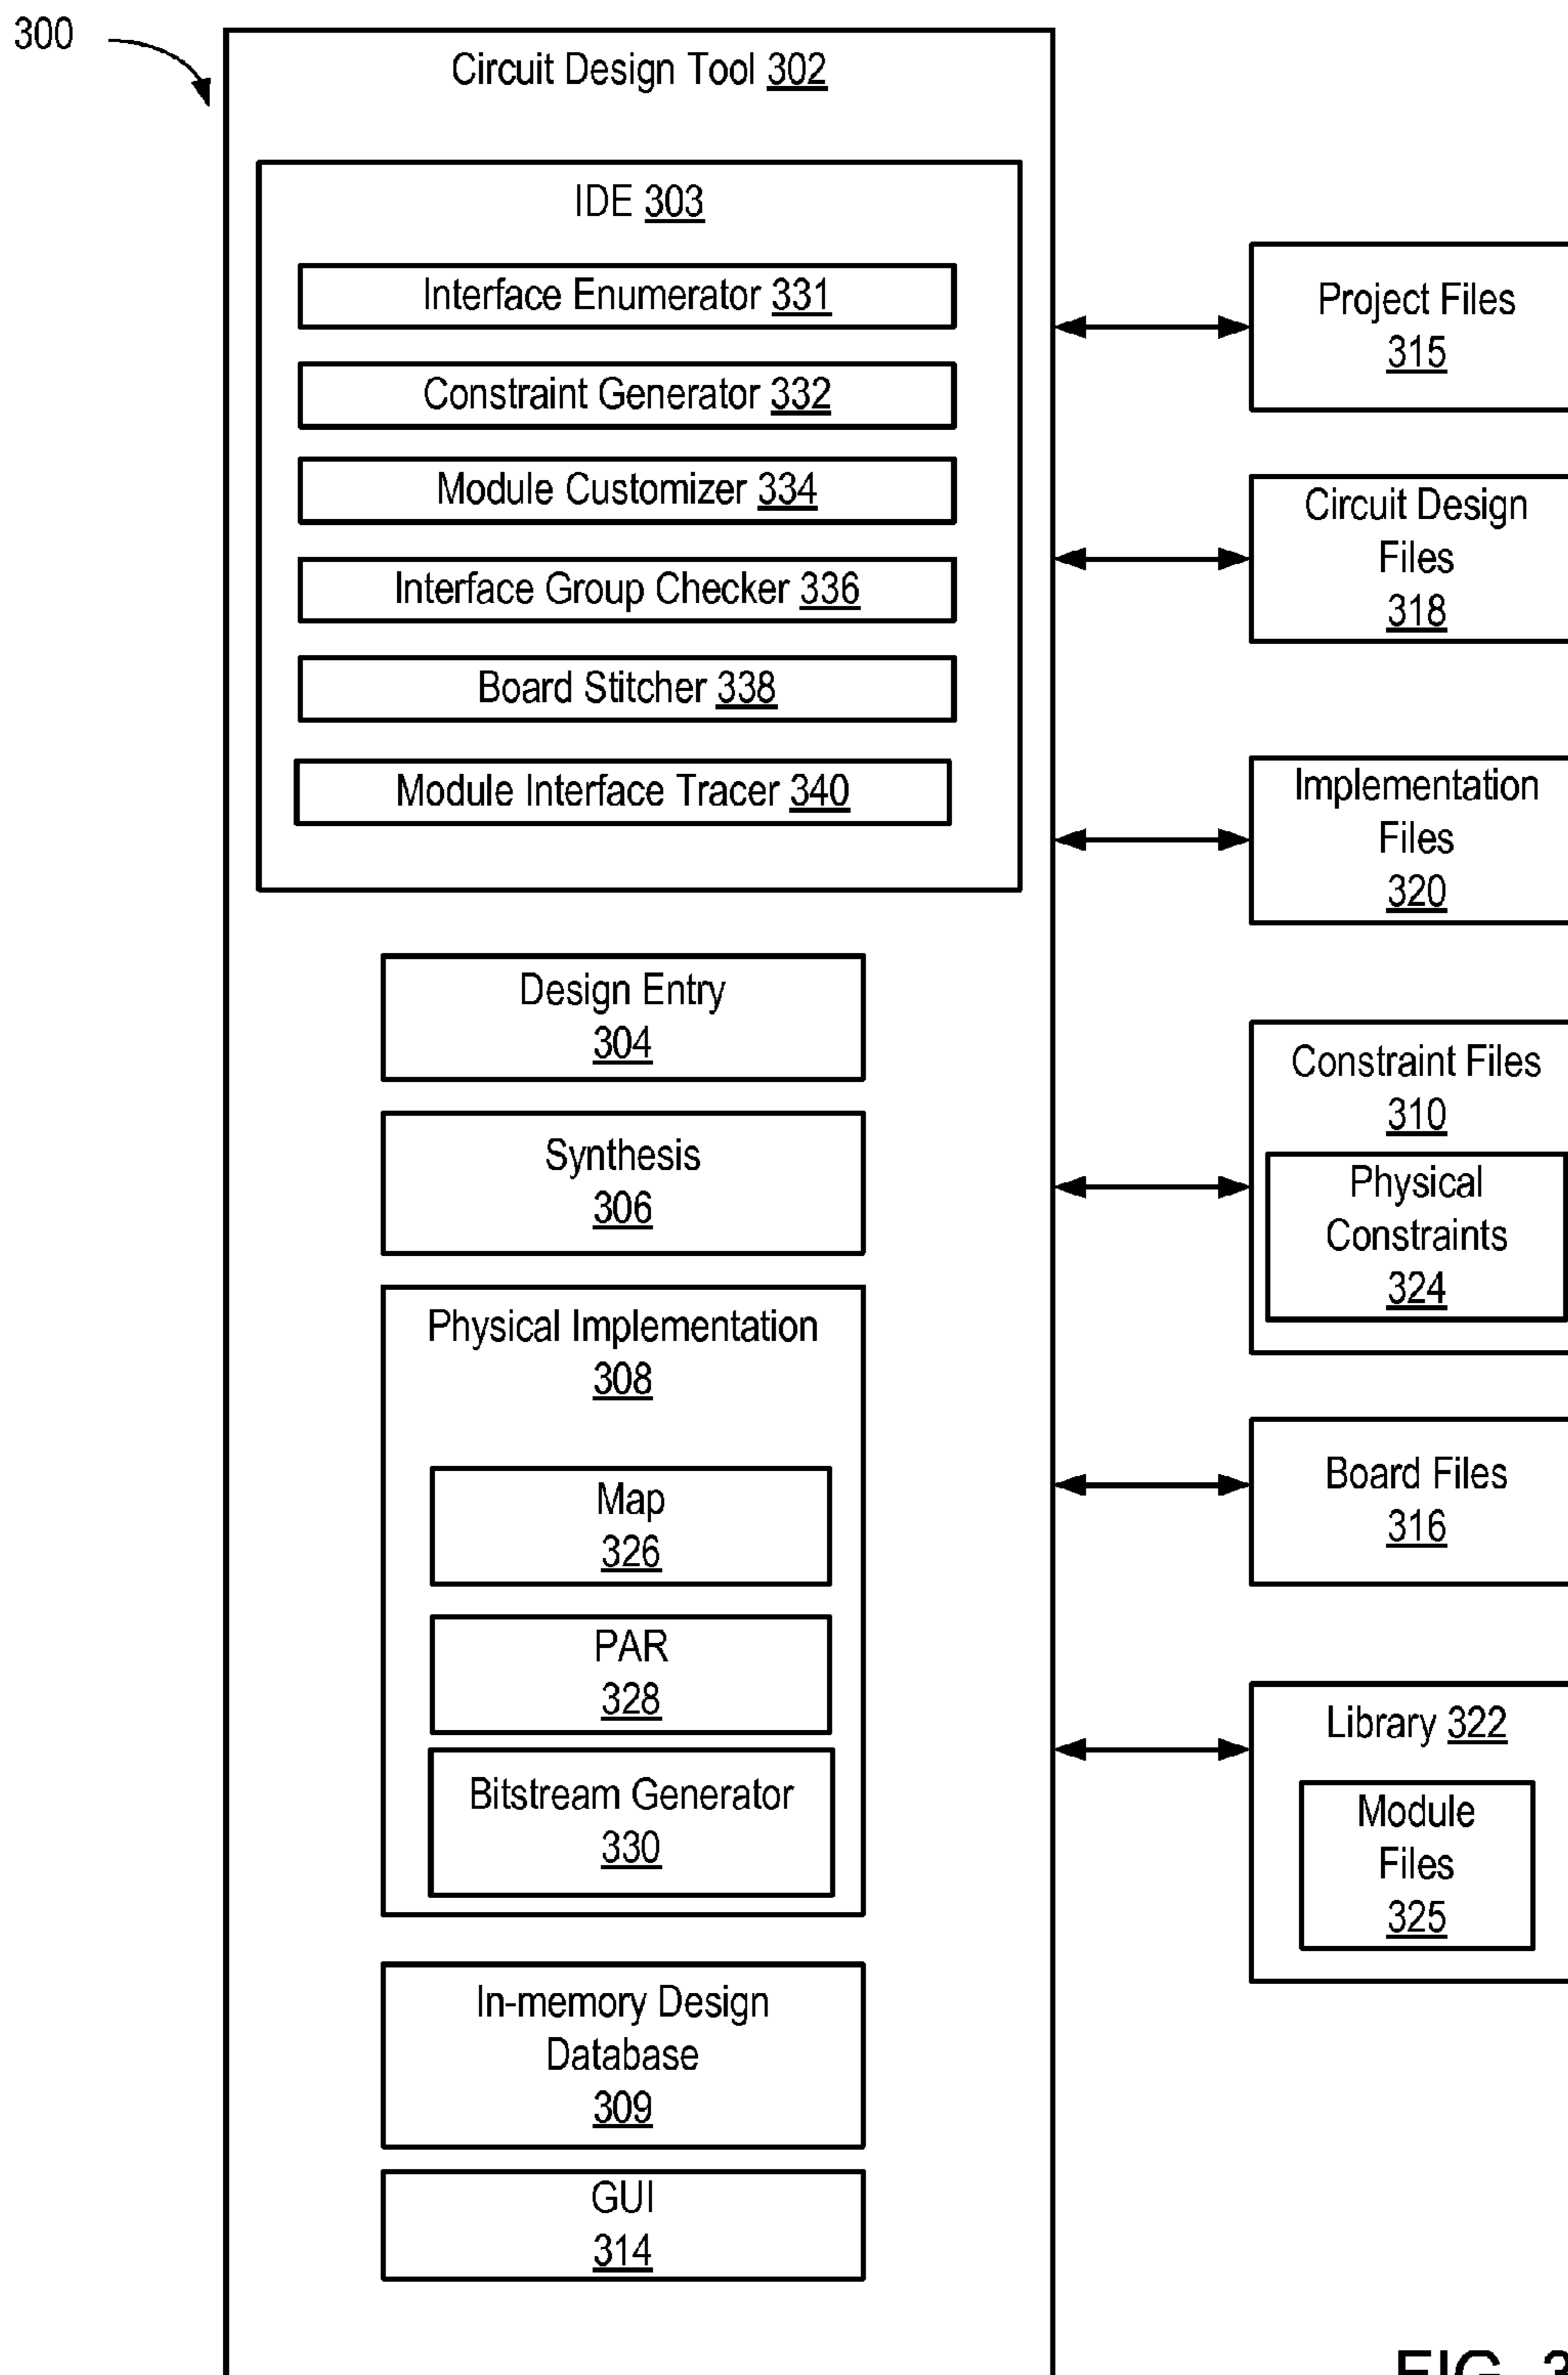 300
Circuit Design Tool 302
IDE 303
Interface Enumerator 331
Constraint Generator 332
Module Customizer 334
Interface Group Checker 336
Board Stitcher 338
Module Interface Tracer 340
Design Entry
304
Synthesis
306
Physical Implementation
308
Map
326
PAR
328
Bitstream Generator
330
In-memory Design
Database
309
GUI
314
Project Files
315
Circuit Design
Files
318
Implementation
Files
320
Constraint Files
310
Physical
Constraints
324
Board Files
316
Library 322
Module
Files
325
FIG. 3